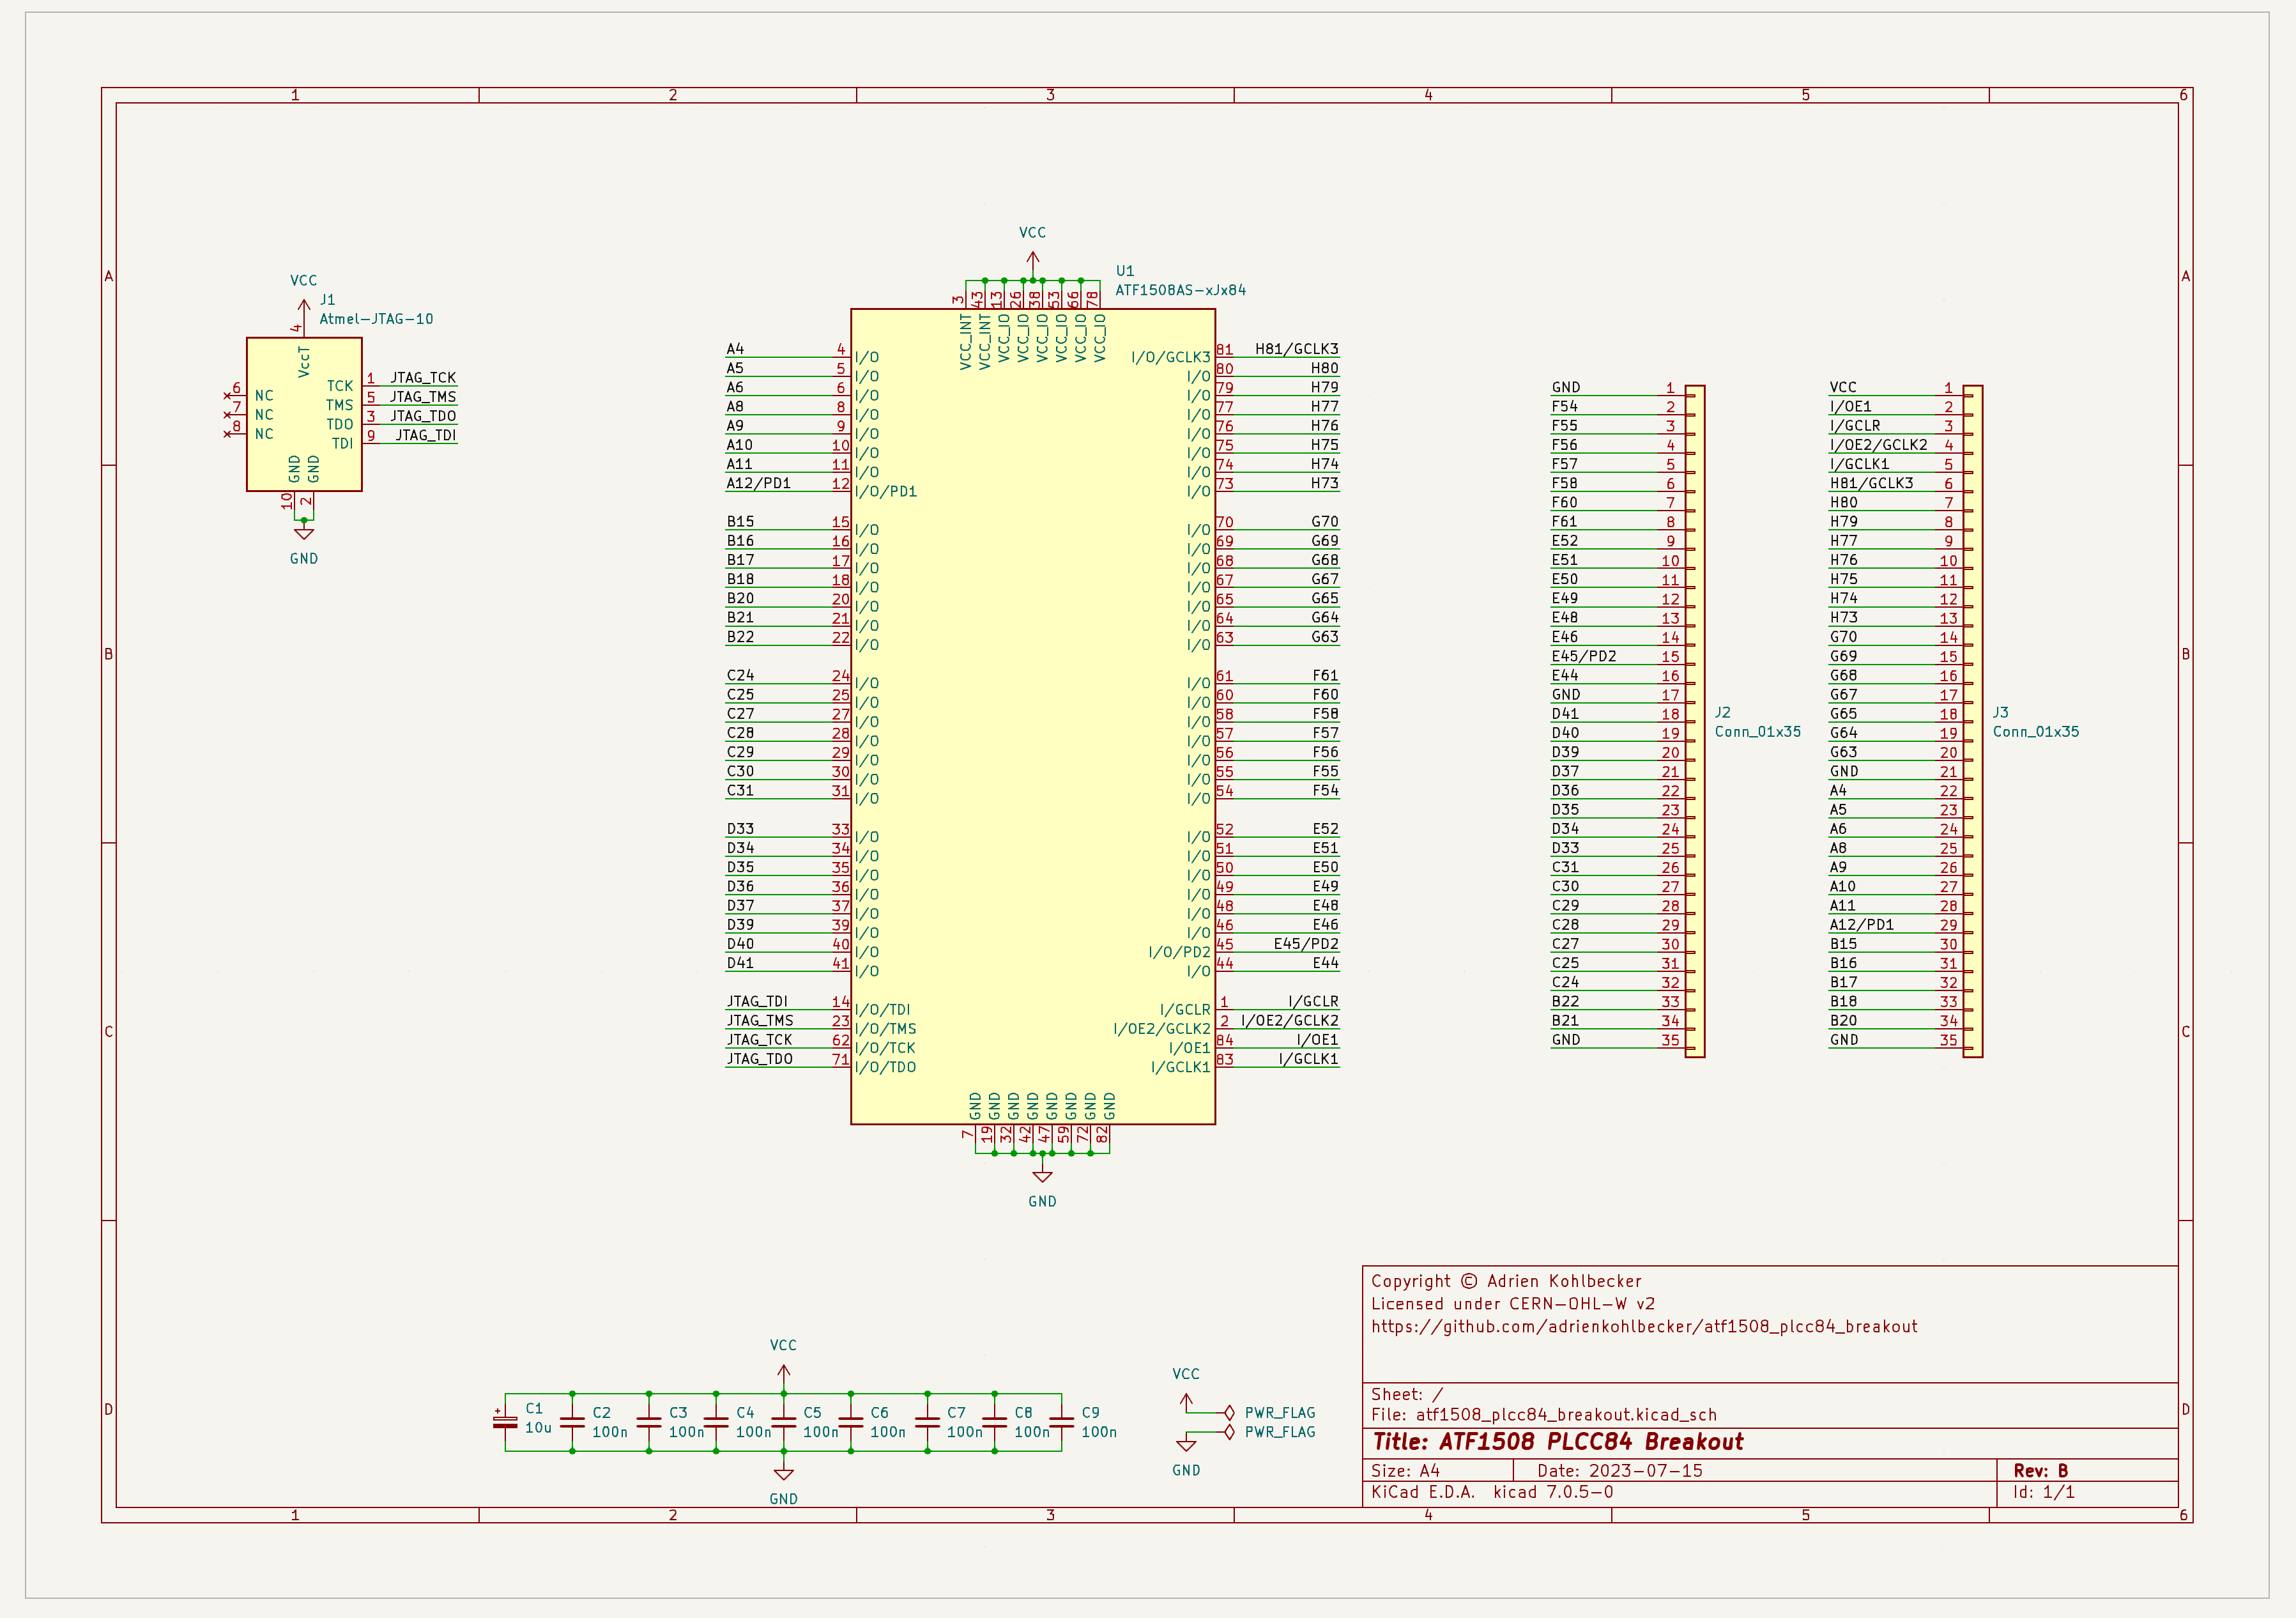 1 2 3 4 5 6
A A
B B
C C
D D
VCC
J1
Atmel-JTAG-10
4
VccT
6 NC
7 NC
8 NC
TCK 1 JTAG_TCK
TMS 5 JTAG_TMS
TDO 3 JTAG_TDO
TDI 9 JTAG_TDI
GND GND
10 2
GND
VCC
U1
ATF1508AS-xJx84
3 43 13 26 38 53 66 78
VCC_INT VCC_INT VCC_IO VCC_IO VCC_IO VCC_IO VCC_IO VCC_IO
A4 4 I/O
A5 5 I/O
A6 6 I/O
A8 8 I/O
A9 9 I/O
A10 10 I/O
A11 11 I/O
A12/PD1 12 I/O/PD1
B15 15 I/O
B16 16 I/O
B17 17 I/O
B18 18 I/O
B20 20 I/O
B21 21 I/O
B22 22 I/O
C24 24 I/O
C25 25 I/O
C27 27 I/O
C28 28 I/O
C29 29 I/O
C30 30 I/O
C31 31 I/O
D33 33 I/O
D34 34 I/O
D35 35 I/O
D36 36 I/O
D37 37 I/O
D39 39 I/O
D40 40 I/O
D41 41 I/O
JTAG_TDI 14 I/O/TDI
JTAG_TMS 23 I/O/TMS
JTAG_TCK 62 I/O/TCK
JTAG_TDO 71 I/O/TDO
I/O/GCLK3 81 H81/GCLK3
I/O 80 H80
I/O 79 H79
I/O 77 H77
I/O 76 H76
I/O 75 H75
I/O 74 H74
I/O 73 H73
I/O 70 G70
I/O 69 G69
I/O 68 G68
I/O 67 G67
I/O 65 G65
I/O 64 G64
I/O 63 G63
I/O 61 F61
I/O 60 F60
I/O 58 F58
I/O 57 F57
I/O 56 F56
I/O 55 F55
I/O 54 F54
I/O 52 E52
I/O 51 E51
I/O 50 E50
I/O 49 E49
I/O 48 E48
I/O 46 E46
I/O/PD2 45 E45/PD2
I/O 44 E44
I/GCLR 1 I/GCLR
I/OE2/GCLK2 2 I/OE2/GCLK2
I/OE1 84 I/OE1
I/GCLK1 83 I/GCLK1
GND GND GND GND GND GND GND GND
7 19 32 42 47 59 72 82
GND
GND 1
F54 2
F55 3
F56 4
F57 5
F58 6
F60 7
F61 8
E52 9
E51 10
E50 11
E49 12
E48 13
E46 14
E45/PD2 15
E44 16
GND 17
D41 18
D40 19
D39 20
D37 21
D36 22
D35 23
D34 24
D33 25
C31 26
C30 27
C29 28
C28 29
C27 30
C25 31
C24 32
B22 33
B21 34
GND 35
J2
Conn_01x35
VCC 1
I/OE1 2
I/GCLR 3
I/OE2/GCLK2 4
I/GCLK1 5
H81/GCLK3 6
H80 7
H79 8
H77 9
H76 10
H75 11
H74 12
H73 13
G70 14
G69 15
G68 16
G67 17
G65 18
G64 19
G63 20
GND 21
A4 22
A5 23
A6 24
A8 25
A9 26
A10 27
A11 28
A12/PD1 29
B15 30
B16 31
B17 32
B18 33
B20 34
GND 35
J3
Conn_01x35
VCC
+
C1 C2 C3 C4 C5 C6 C7 C8 C9
10u 100n 100n 100n 100n 100n 100n 100n 100n
GND
VCC
PWR_FLAG
PWR_FLAG
GND
Copyright © Adrien Kohlbecker
Licensed under CERN-OHL-W v2
https://github.com/adrienkohlbecker/atf1508_plcc84_breakout
Sheet: /
File: atf1508_plcc84_breakout.kicad_sch
Title: ATF1508 PLCC84 Breakout
Size: A4 Date: 2023-07-15 Rev: B
KiCad E.D.A. kicad 7.0.5-0 Id: 1/1
1 2 3 4 5 6